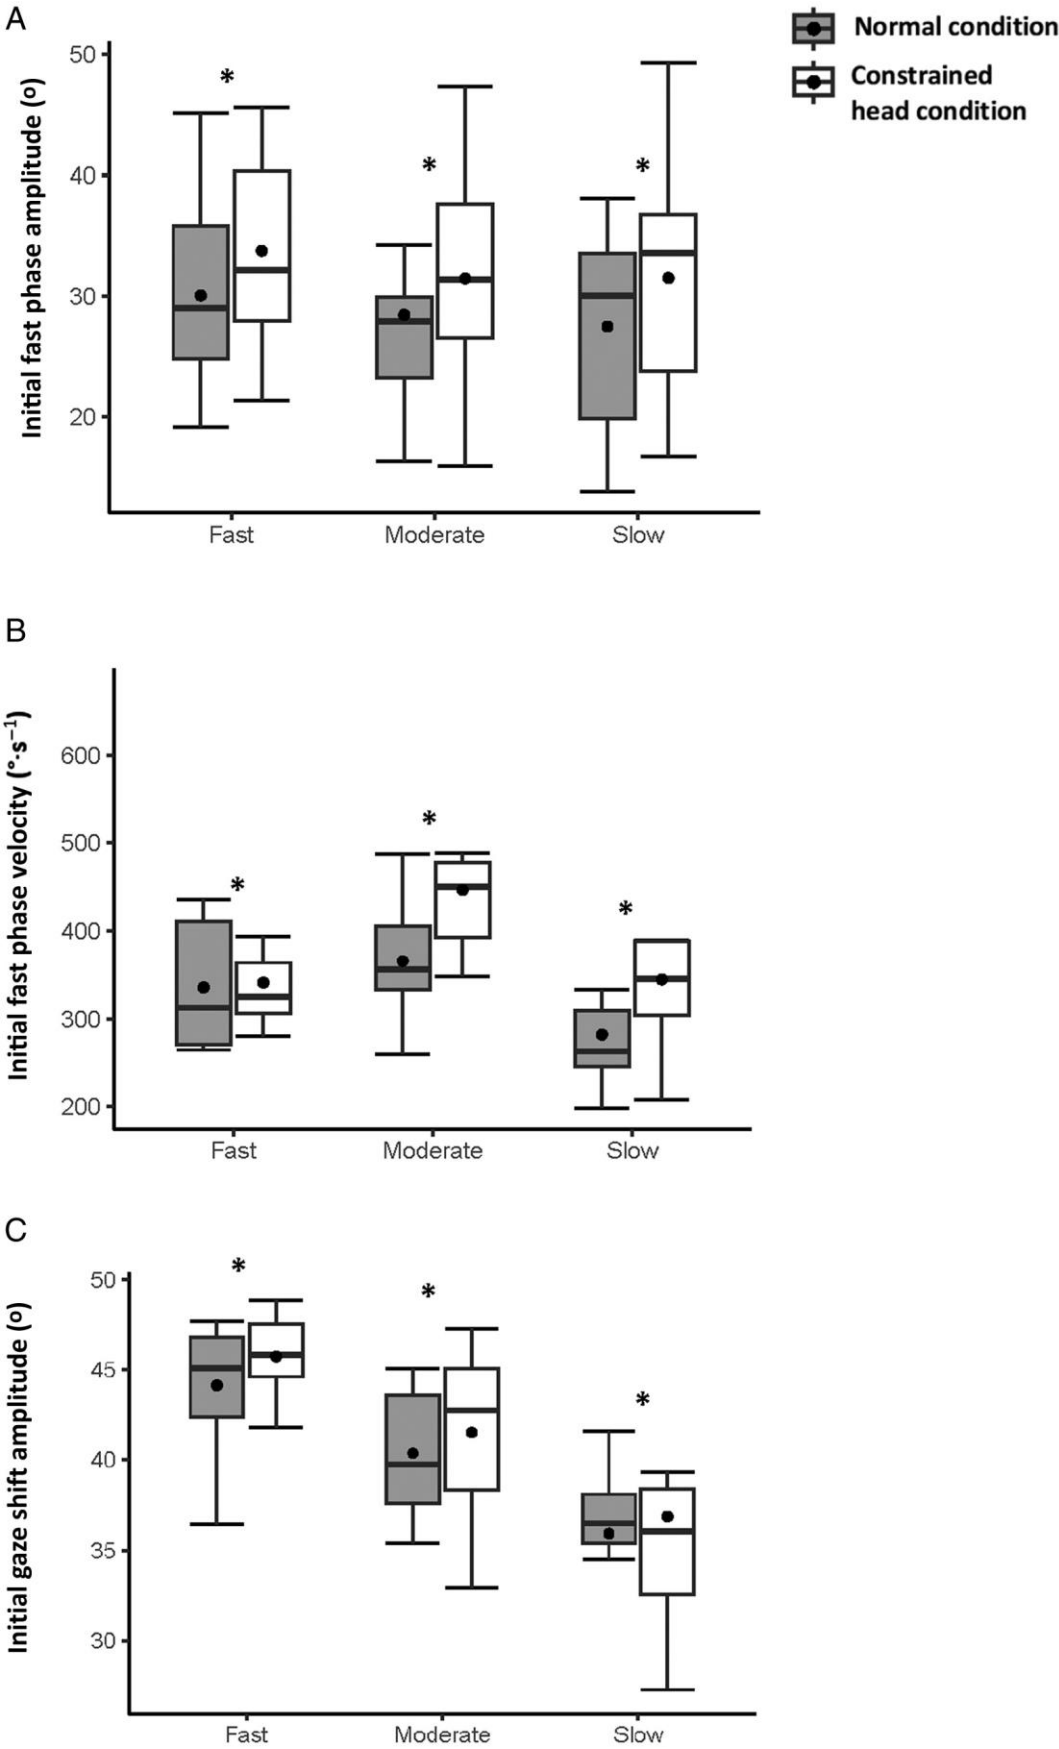 A
Normal condition
Constrained
head condition
Initial fast phase amplitude (o)
50
40
30
20
*
*
*
Fast
Moderate
Slow
B
Initial fast phase velocity (°·s⁻¹)
600
500
400
300
200
*
*
*
Fast
Moderate
Slow
C
Initial gaze shift amplitude (o)
50
45
40
35
30
*
*
*
Fast
Moderate
Slow